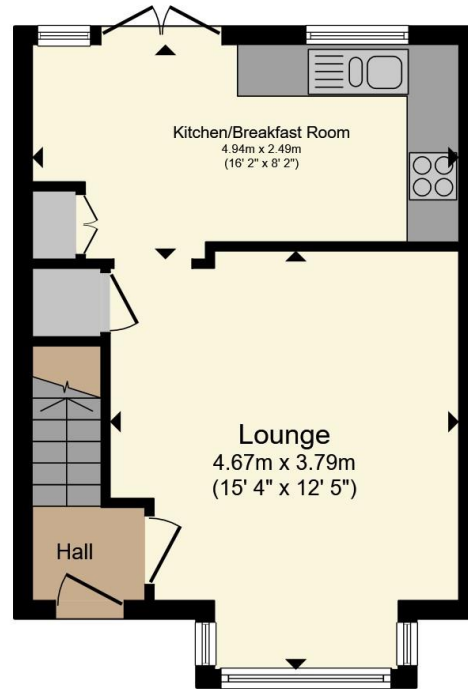 Kitchen/Breakfast Room
4.94m x 2.49m
(16' 2" x 8' 2")
Lounge
4.67m x 3.79m
(15' 4" x 12' 5")
Hall